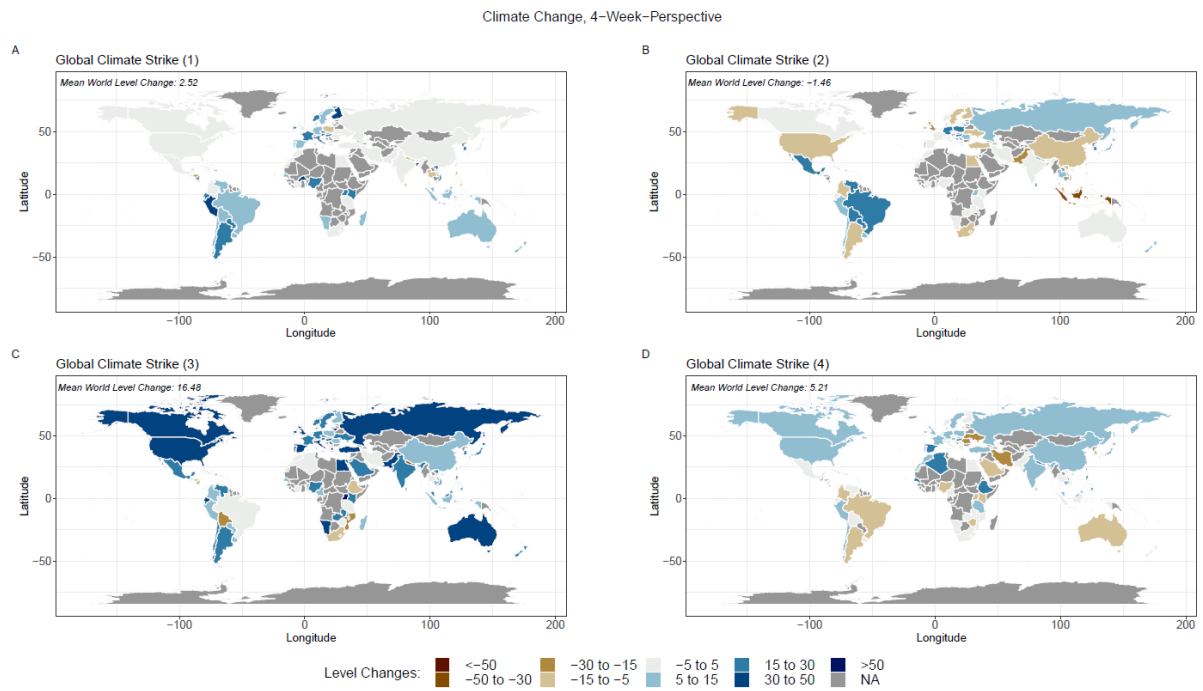 Climate Change, 4−Week−Perspective
A
Global Climate Strike (1)
Mean World Level Change: 2.52
50
0
−50
Latitude
−100
0
100
200
Longitude
B
Global Climate Strike (2)
Mean World Level Change: −1.46
50
0
−50
Latitude
−100
0
100
200
Longitude
C
Global Climate Strike (3)
Mean World Level Change: 16.48
50
0
−50
Latitude
−100
0
100
200
Longitude
D
Global Climate Strike (4)
Mean World Level Change: 5.21
50
0
−50
Latitude
−100
0
100
200
Longitude
Level Changes:
<−50
−50 to −30
−30 to −15
−15 to −5
−5 to 5
5 to 15
15 to 30
30 to 50
>50
NA